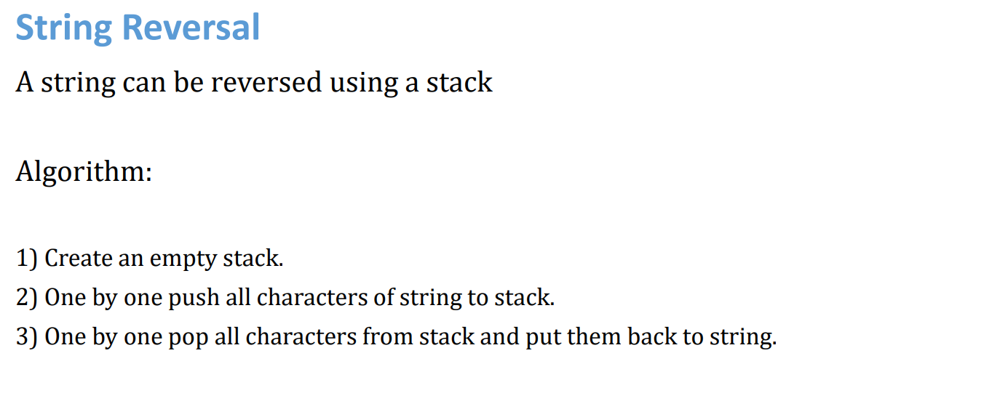 String Reversal
A string can be reversed using a stack
Algorithm:
1) Create an empty stack.
2) One by one push all characters of string to stack.
3) One by one pop all characters from stack and put them back to string.